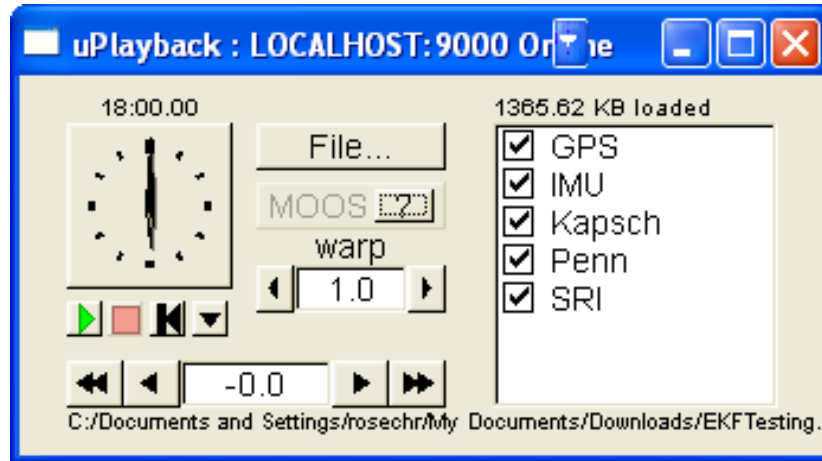 uPlayback : LOCALHOST:9000
18:00.00
1365.62 KB loaded
File...
MOOS ?
warp
1.0
-0.0
GPS
IMU
Kapsch
Penn
SRI
C:/Documents and Settings/rosechr/My Documents/Downloads/EKFTesting.